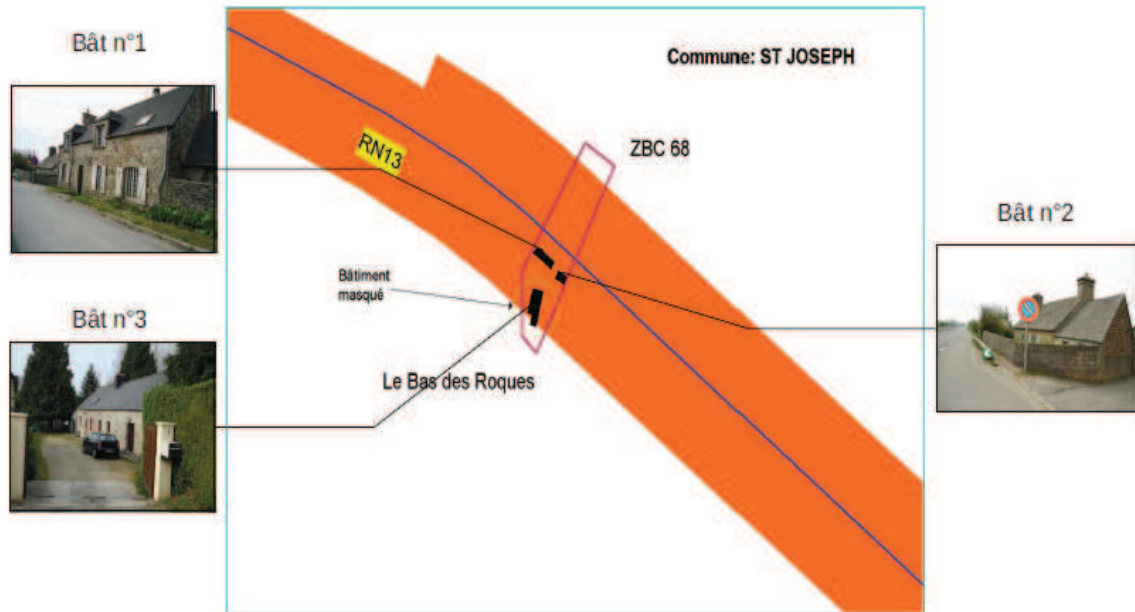 Bât n°1
Commune: ST JOSEPH
ZBC 68
RN13
Bât n°2
Bâtiment
masqué
Bât n°3
Le Bas des Roques